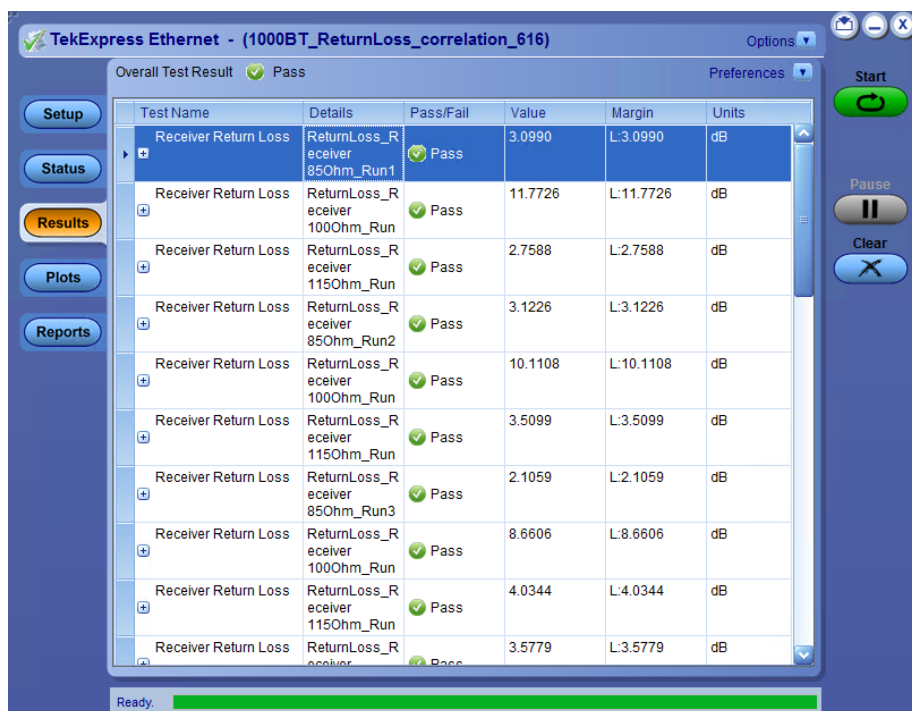 TekExpress Ethernet - (1000BT_ReturnLoss_correlation_616)
Options
Overall Test Result Pass
Preferences
Start
Pause
Clear
Setup
Status
Results
Plots
Reports
Test Name Details Pass/Fail Value Margin Units
Receiver Return Loss ReturnLoss_R 3.0990 L:3.0990 dB
eceiver Pass
85Ohm_Run1
Receiver Return Loss ReturnLoss_R 11.7726 L:11.7726 dB
eceiver Pass
100Ohm_Run
Receiver Return Loss ReturnLoss_R 2.7588 L:2.7588 dB
eceiver Pass
115Ohm_Run
Receiver Return Loss ReturnLoss_R 3.1226 L:3.1226 dB
eceiver Pass
85Ohm_Run2
Receiver Return Loss ReturnLoss_R 10.1108 L:10.1108 dB
eceiver Pass
100Ohm_Run
Receiver Return Loss ReturnLoss_R 3.5099 L:3.5099 dB
eceiver Pass
115Ohm_Run
Receiver Return Loss ReturnLoss_R 2.1059 L:2.1059 dB
eceiver Pass
85Ohm_Run3
Receiver Return Loss ReturnLoss_R 8.6606 L:8.6606 dB
eceiver Pass
100Ohm_Run
Receiver Return Loss ReturnLoss_R 4.0344 L:4.0344 dB
eceiver Pass
115Ohm_Run
Receiver Return Loss ReturnLoss_R 3.5779 L:3.5779 dB
eceiver Pass
Ready.